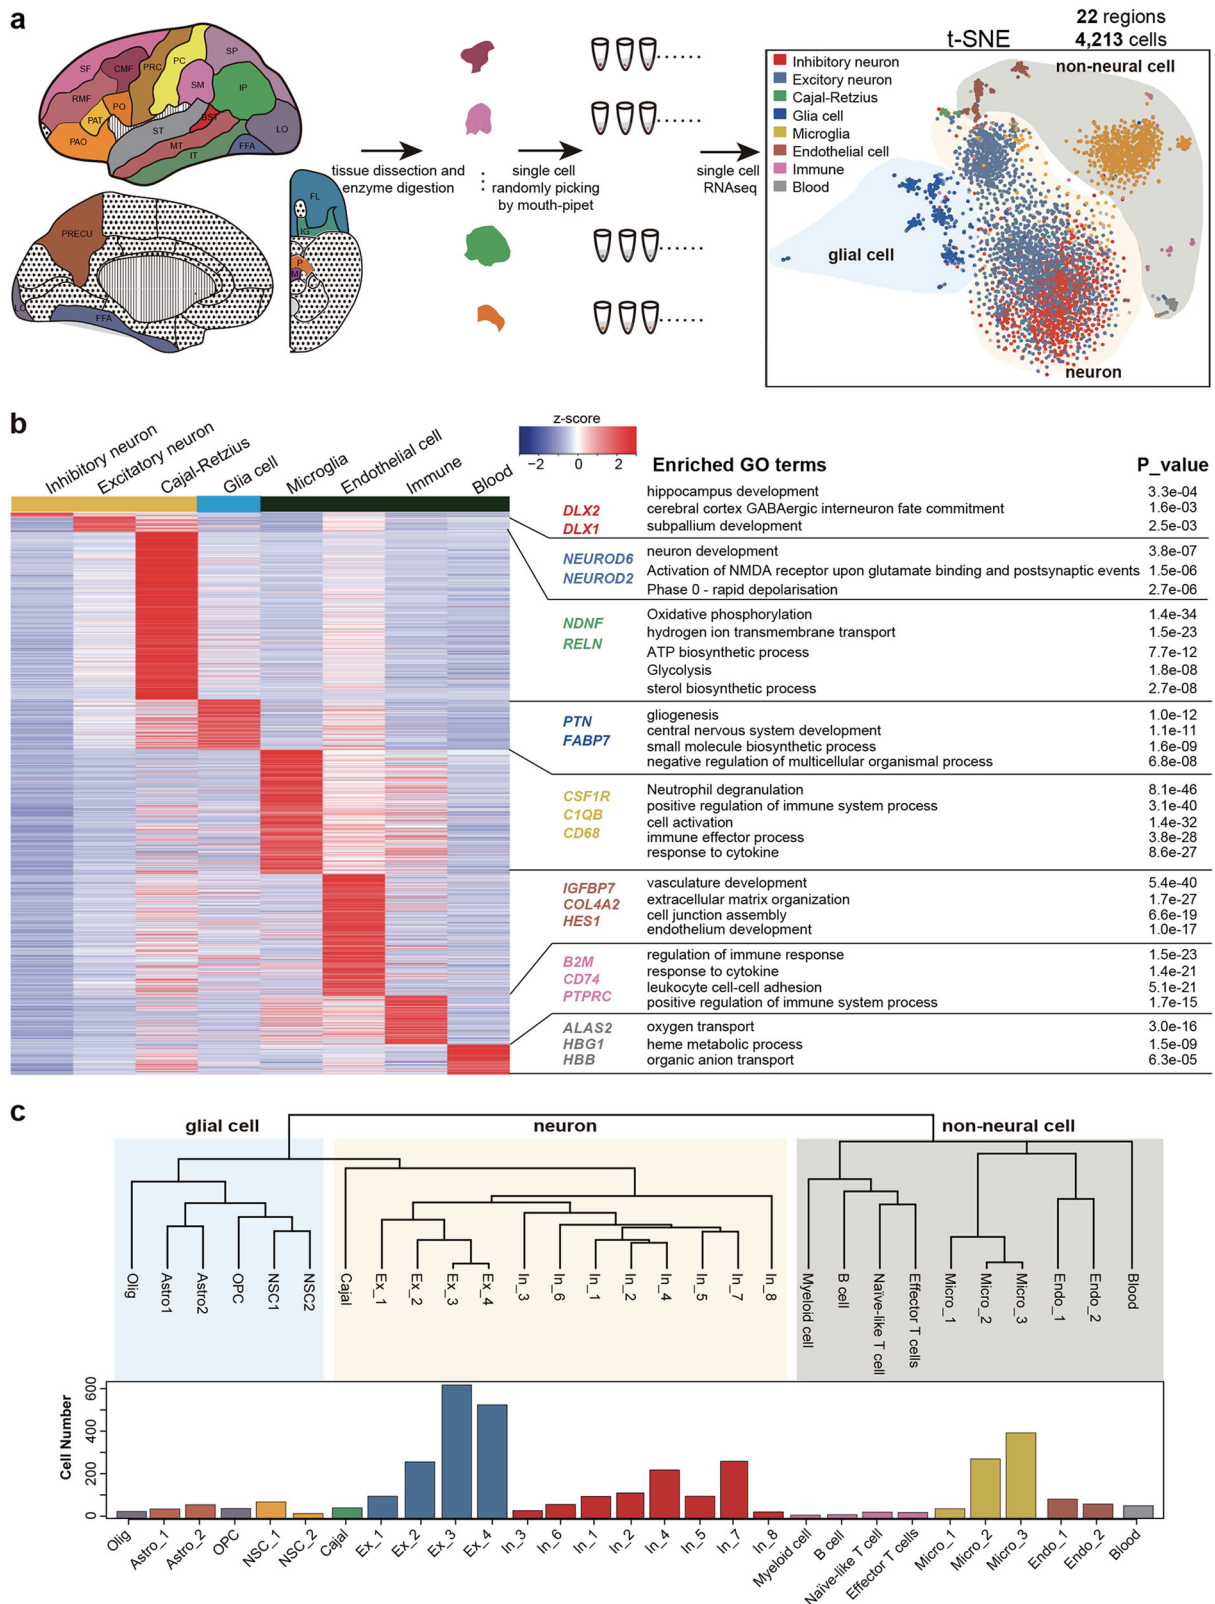 a
SF
CMF
PRC
PC
SP
RMF
PO
SM
IP
PAT
PAO
ST
BST
MT
IT
FFA
LO
PRECU
LO
FFA
FL
IG
P
M
tissue dissection and
enzyme digestion
single cell
randomly picking
by mouth-pipet
single cell
RNAseq
t-SNE
22 regions
4,213 cells
Inhibitory neuron
Excitory neuron
Cajal-Retzius
Glia cell
Microglia
Endothelial cell
Immune
Blood
non-neural cell
glial cell
neuron
b
Inhibitory neuron
Excitatory neuron
Cajal-Retzius
Glia cell
Microglia
Endothelial cell
Immune
Blood
z-score
−2 0 2
Enriched GO terms P_value
DLX2
DLX1
hippocampus development 3.3e-04
cerebral cortex GABAergic interneuron fate commitment 1.6e-03
subpallium development 2.5e-03
NEUROD6
NEUROD2
neuron development 3.8e-07
Activation of NMDA receptor upon glutamate binding and postsynaptic events 1.5e-06
Phase 0 - rapid depolarisation 2.7e-06
NDNF
RELN
Oxidative phosphorylation 1.4e-34
hydrogen ion transmembrane transport 1.5e-23
ATP biosynthetic process 7.7e-12
Glycolysis 1.8e-08
sterol biosynthetic process 2.7e-08
PTN
FABP7
gliogenesis 1.0e-12
central nervous system development 1.1e-11
small molecule biosynthetic process 1.6e-09
negative regulation of multicellular organismal process 6.8e-08
CSF1R
C1QB
CD68
Neutrophil degranulation 8.1e-46
positive regulation of immune system process 3.1e-40
cell activation 1.4e-32
immune effector process 3.8e-28
response to cytokine 8.6e-27
IGFBP7
COL4A2
HES1
vasculature development 5.4e-40
extracellular matrix organization 1.7e-27
cell junction assembly 6.6e-19
endothelium development 1.0e-17
B2M
CD74
PTPRC
regulation of immune response 1.5e-23
response to cytokine 1.4e-21
leukocyte cell-cell adhesion 5.1e-21
positive regulation of immune system process 1.7e-15
ALAS2
HBG1
HBB
oxygen transport 3.0e-16
heme metabolic process 1.5e-09
organic anion transport 6.3e-05
c
glial cell
neuron
non-neural cell
Olig
Astro1
Astro2
OPC
NSC1
NSC2
Cajal
Ex_1
Ex_2
Ex_3
Ex_4
In_3
In_6
In_1
In_2
In_4
In_5
In_7
In_8
Myeloid cell
B cell
Naïve-like T cell
Effector T cells
Micro_1
Micro_2
Micro_3
Endo_1
Endo_2
Blood
Cell Number
600
400
200
0
Olig
Astro_1
Astro_2
OPC
NSC_1
NSC_2
Cajal
Ex_1
Ex_2
Ex_3
Ex_4
In_3
In_6
In_1
In_2
In_4
In_5
In_7
In_8
Myeloid cell
B cell
Naïve-like T cell
Effector T cells
Micro_1
Micro_2
Micro_3
Endo_1
Endo_2
Blood